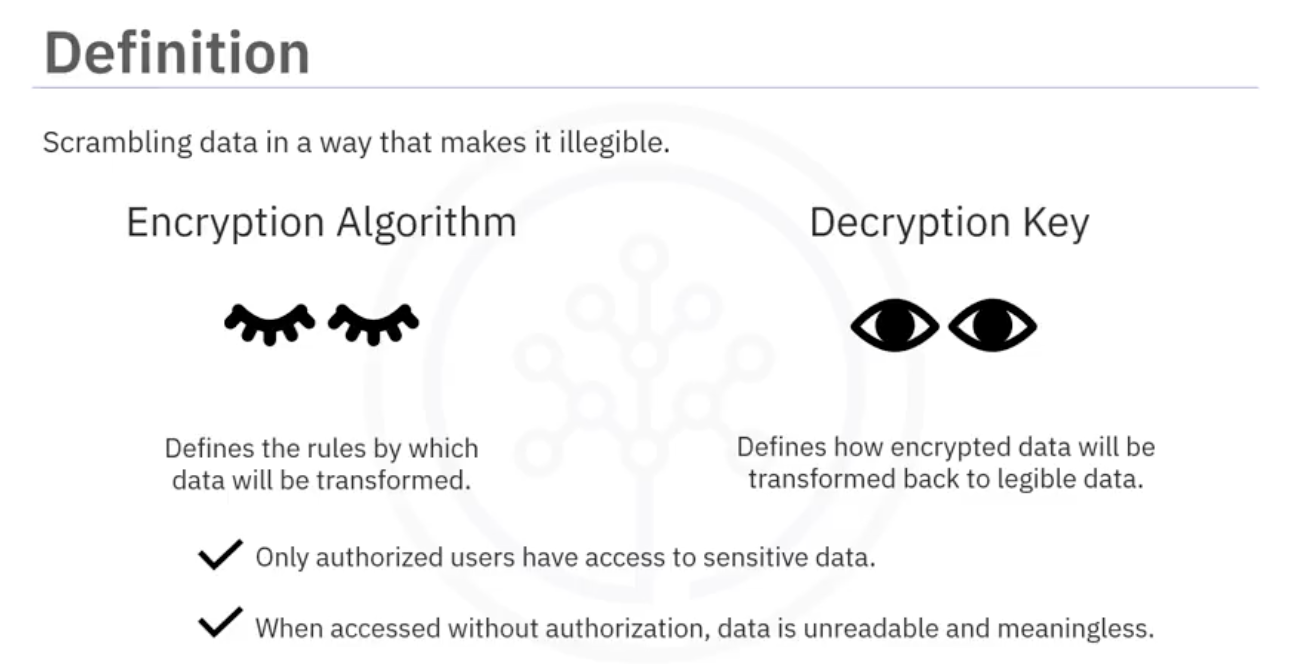 Definition
Scrambling data in a way that makes it illegible.
Encryption Algorithm
Defines the rules by which
data will be transformed.
Decryption Key
Defines how encrypted data will be
transformed back to legible data.
Only authorized users have access to sensitive data.
When accessed without authorization, data is unreadable and meaningless.